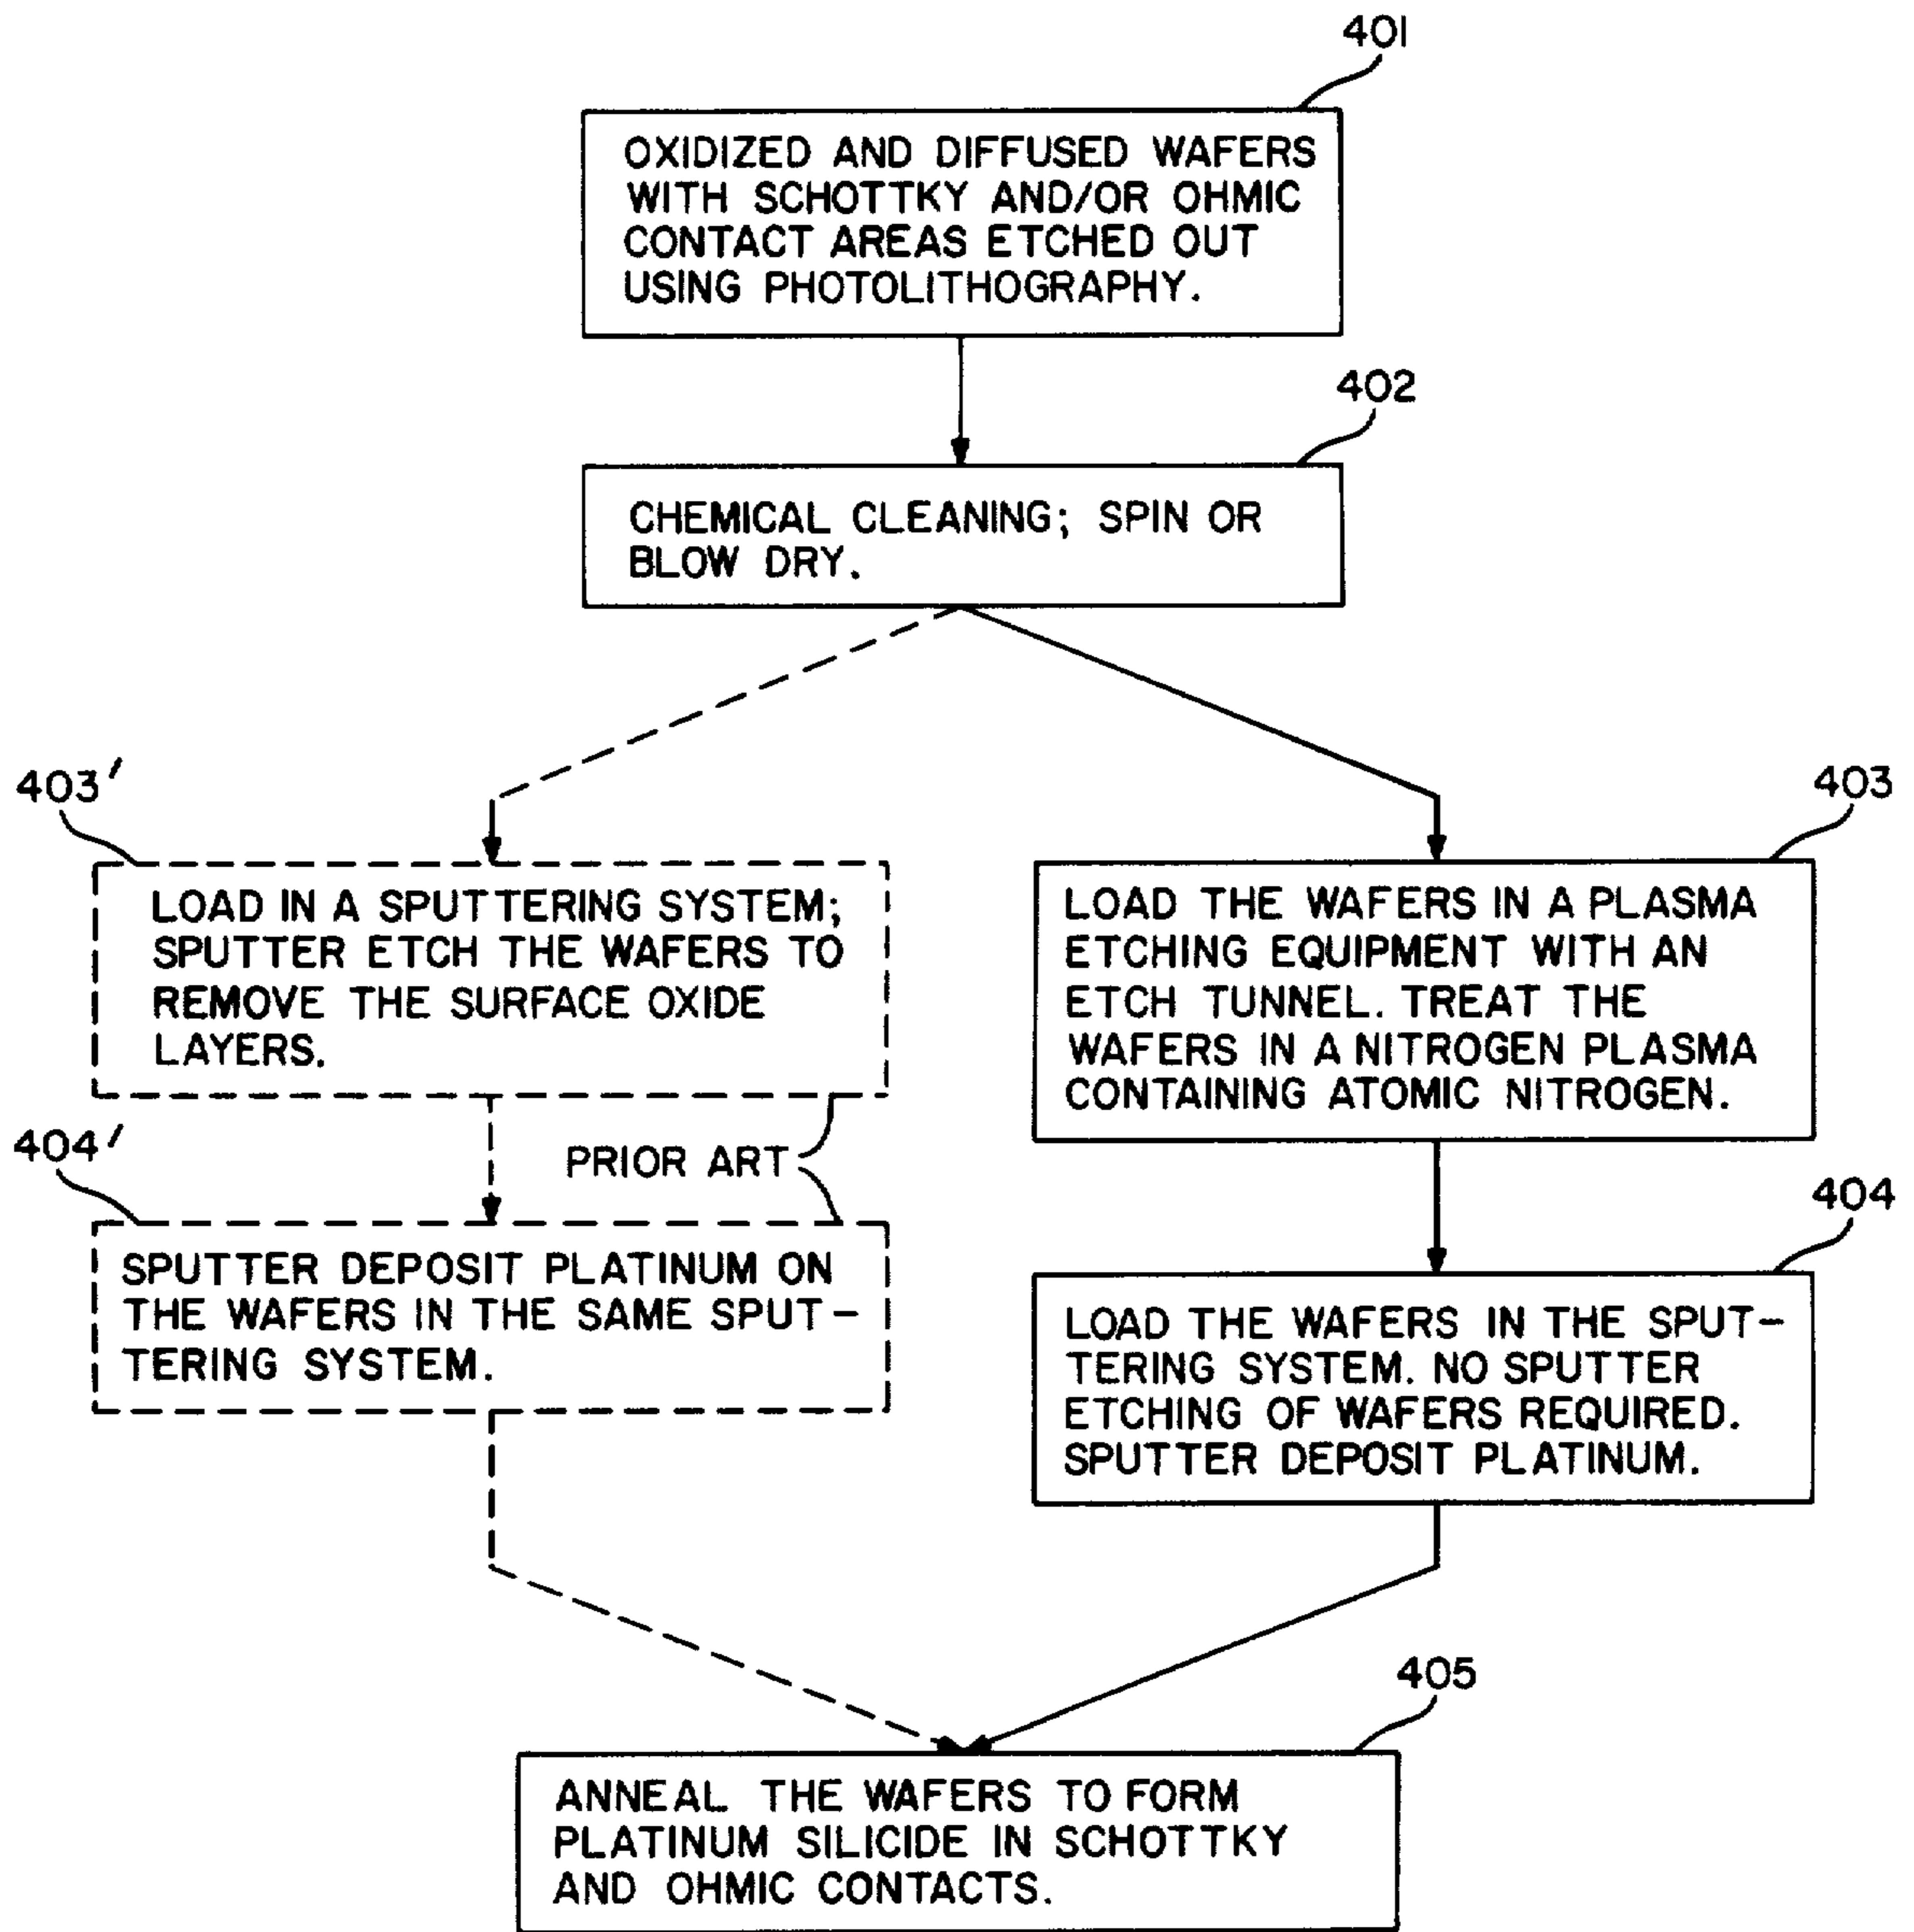 401
OXIDIZED AND DIFFUSED WAFERS
WITH SCHOTTKY AND/OR OHMIC
CONTACT AREAS ETCHED OUT
USING PHOTOLITHOGRAPHY.
402
CHEMICAL CLEANING; SPIN OR
BLOW DRY.
403'
LOAD IN A SPUTTERING SYSTEM;
SPUTTER ETCH THE WAFERS TO
REMOVE THE SURFACE OXIDE
LAYERS.
PRIOR ART
404'
SPUTTER DEPOSIT PLATINUM ON
THE WAFERS IN THE SAME SPUT-
TERING SYSTEM.
403
LOAD THE WAFERS IN A PLASMA
ETCHING EQUIPMENT WITH AN
ETCH TUNNEL. TREAT THE
WAFERS IN A NITROGEN PLASMA
CONTAINING ATOMIC NITROGEN.
404
LOAD THE WAFERS IN THE SPUT-
TERING SYSTEM. NO SPUTTER
ETCHING OF WAFERS REQUIRED.
SPUTTER DEPOSIT PLATINUM.
405
ANNEAL THE WAFERS TO FORM
PLATINUM SILICIDE IN SCHOTTKY
AND OHMIC CONTACTS.